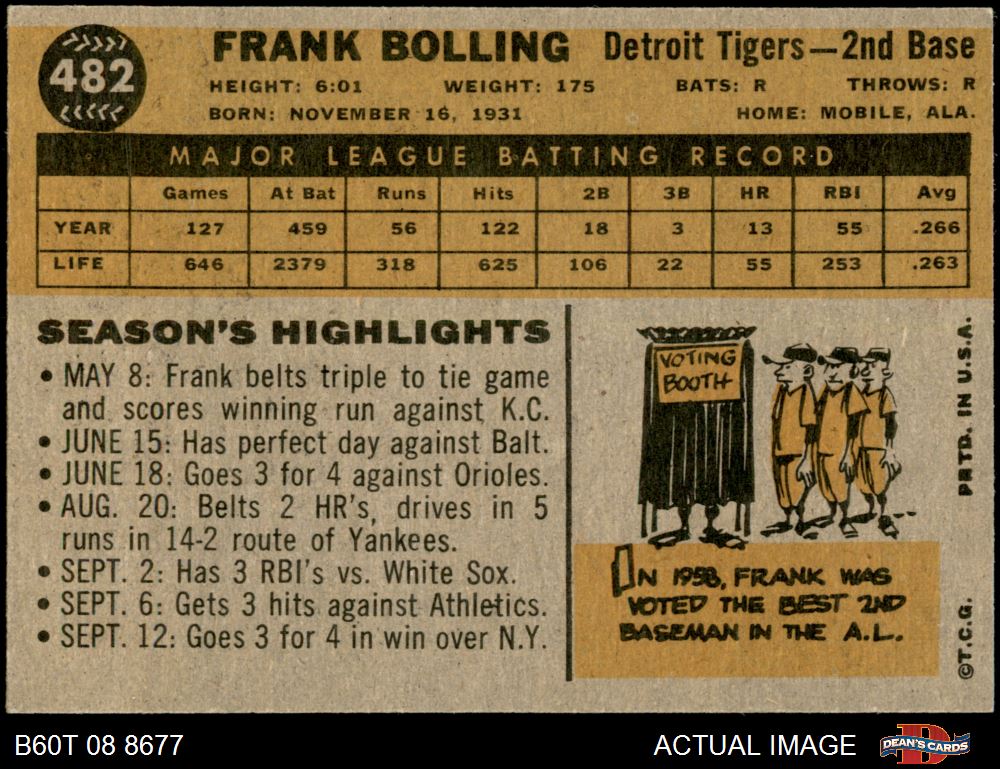 482
FRANK BOLLING Detroit Tigers—2nd Base
HEIGHT: 6:01 WEIGHT: 175 BATS: R THROWS: R
BORN: NOVEMBER 16, 1931 HOME: MOBILE, ALA.
MAJOR LEAGUE BATTING RECORD
Games At Bat Runs Hits 2B 3B HR RBI Avg
YEAR 127 459 56 122 18 3 13 55 .266
LIFE 646 2379 318 625 106 22 55 253 .263
SEASON'S HIGHLIGHTS
• MAY 8: Frank belts triple to tie game
and scores winning run against K.C.
• JUNE 15: Has perfect day against Balt.
• JUNE 18: Goes 3 for 4 against Orioles.
• AUG. 20: Belts 2 HR's, drives in 5
runs in 14-2 route of Yankees.
• SEPT. 2: Has 3 RBI's vs. White Sox.
• SEPT. 6: Gets 3 hits against Athletics.
• SEPT. 12: Goes 3 for 4 in win over N.Y.
VOTING
BOOTH
IN 1958, FRANK WAS
VOTED THE BEST 2ND
BASEMAN IN THE A.L.
©T.C.G. PRTD. IN U.S.A.
B60T 08 8677 ACTUAL IMAGE DEAN'S CARDS